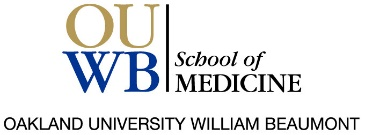 OU
WB
School of
MEDICINE
OAKLAND UNIVERSITY WILLIAM BEAUMONT